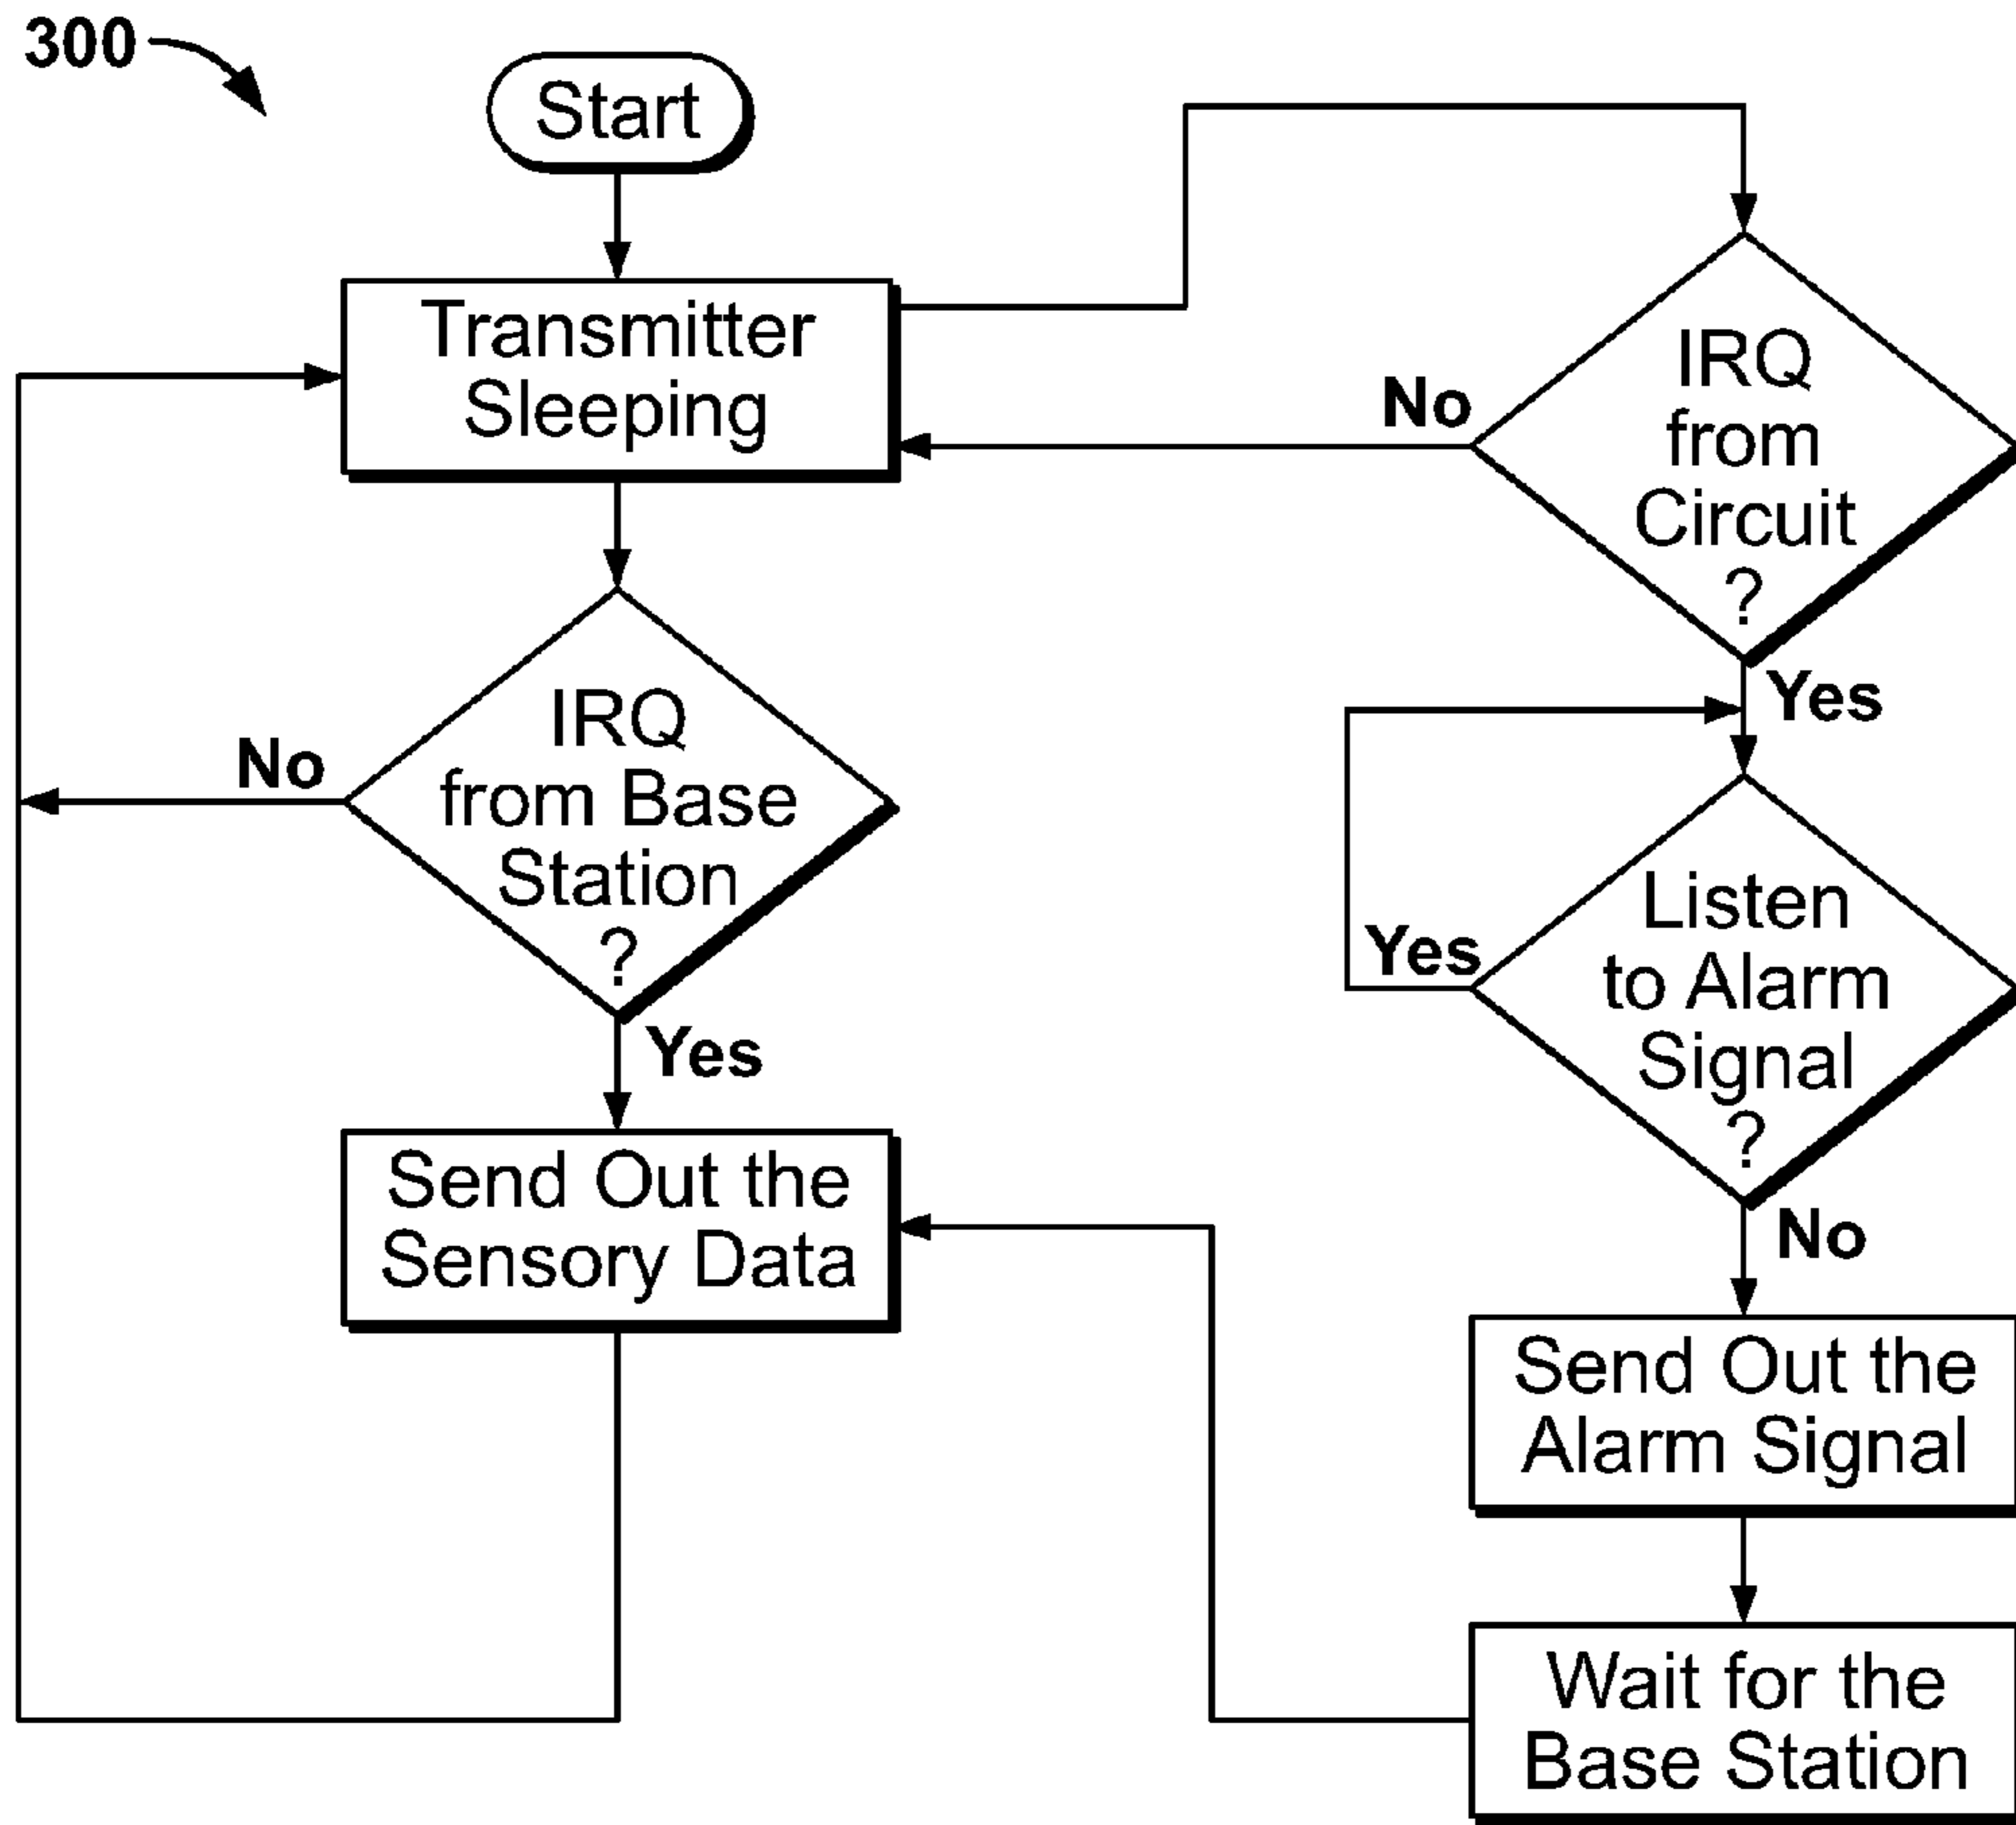 300
Start
Transmitter
Sleeping
IRQ
from Base
Station
?
No
Yes
Send Out the
Sensory Data
IRQ
from
Circuit
?
No
Yes
Listen
to Alarm
Signal
?
Yes
No
Send Out the
Alarm Signal
Wait for the
Base Station